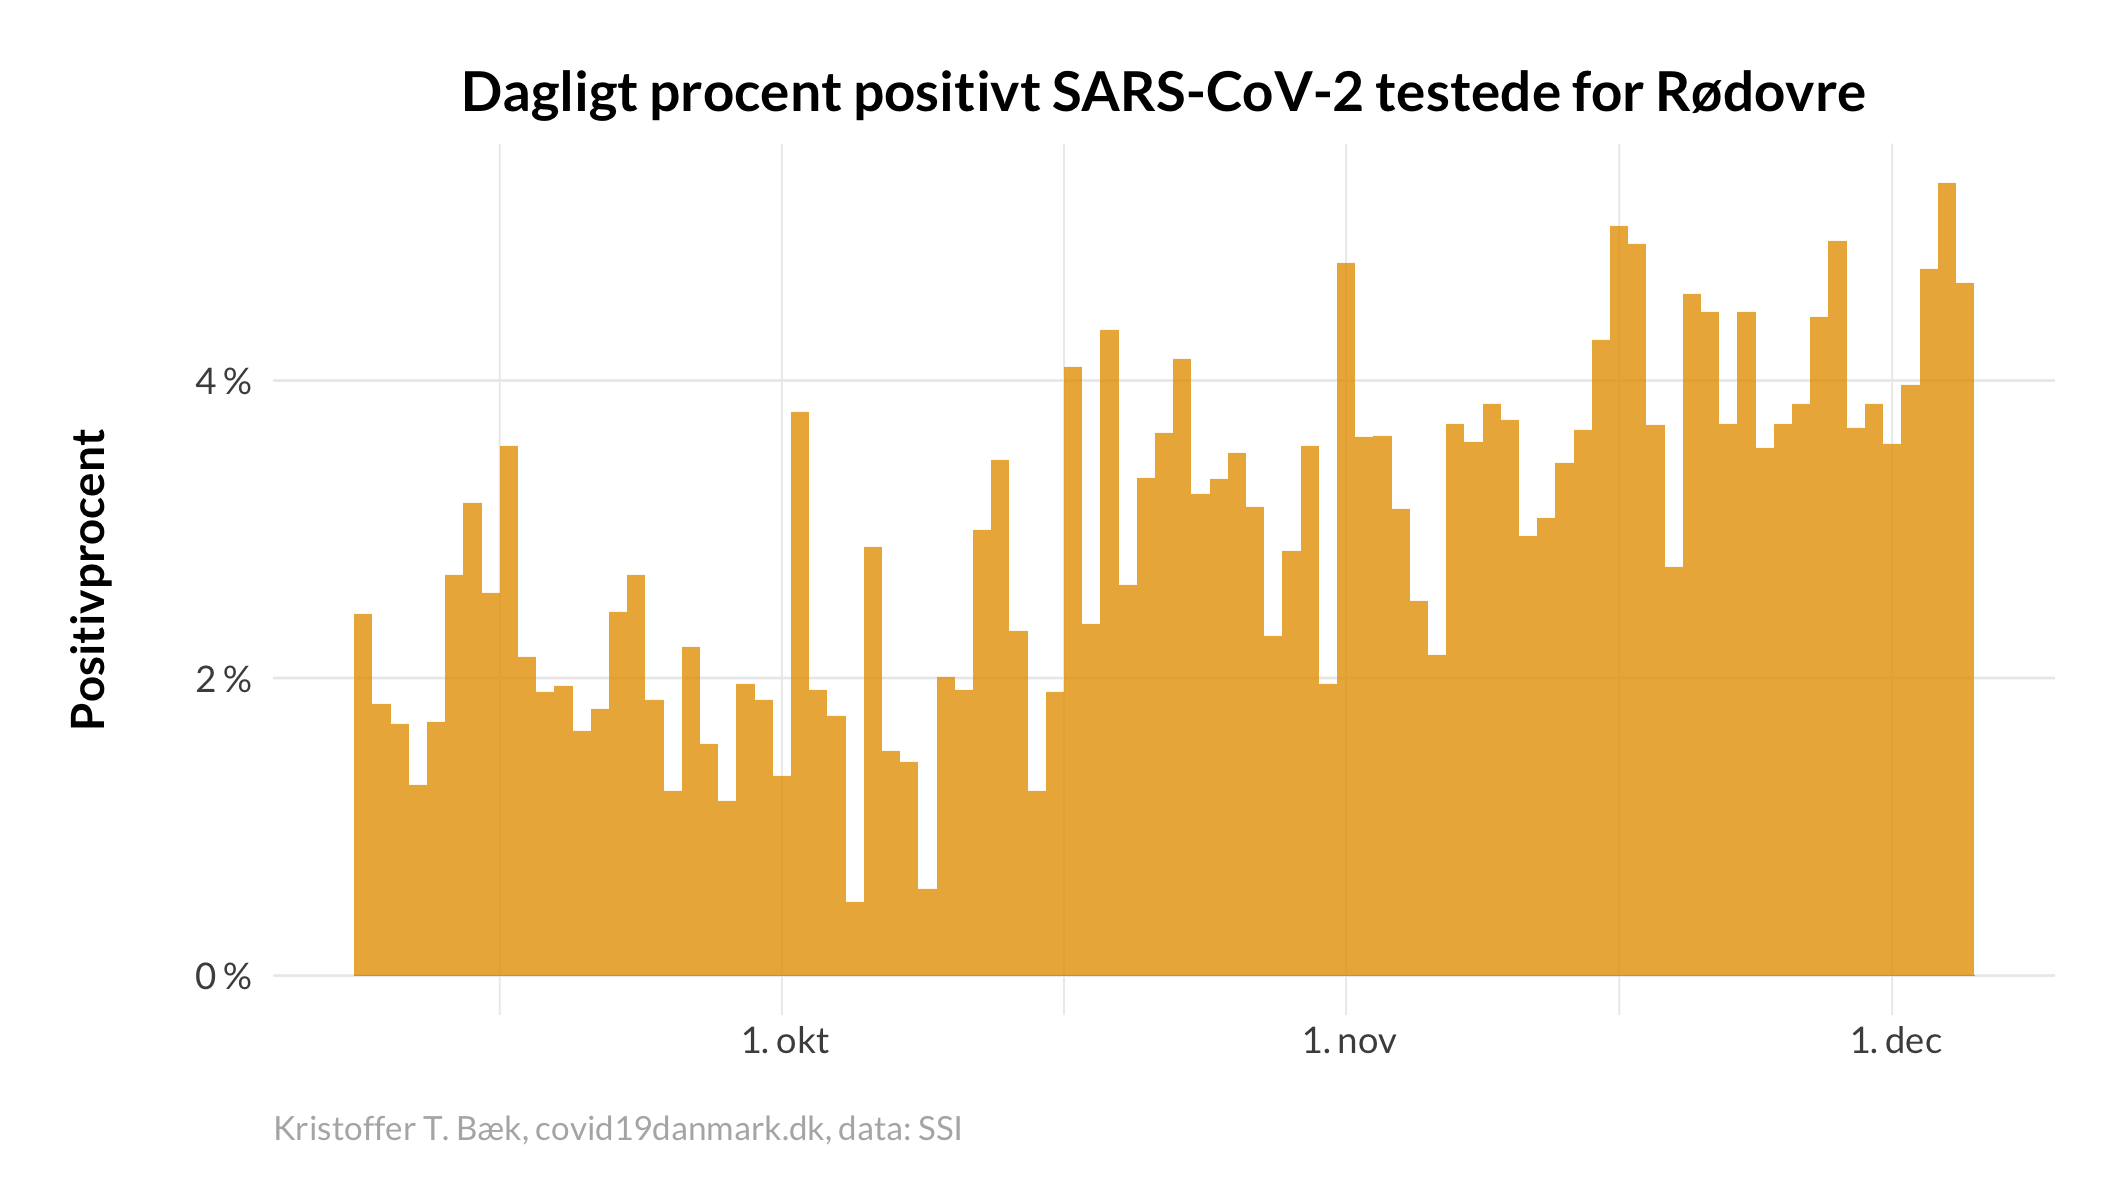 Dagligt procent positivt SARS-CoV-2 testede for Rødovre
Positivprocent
4 %
2 %
0 %
1. okt
1. nov
1. dec
Kristoffer T. Bæk, covid19danmark.dk, data: SSI